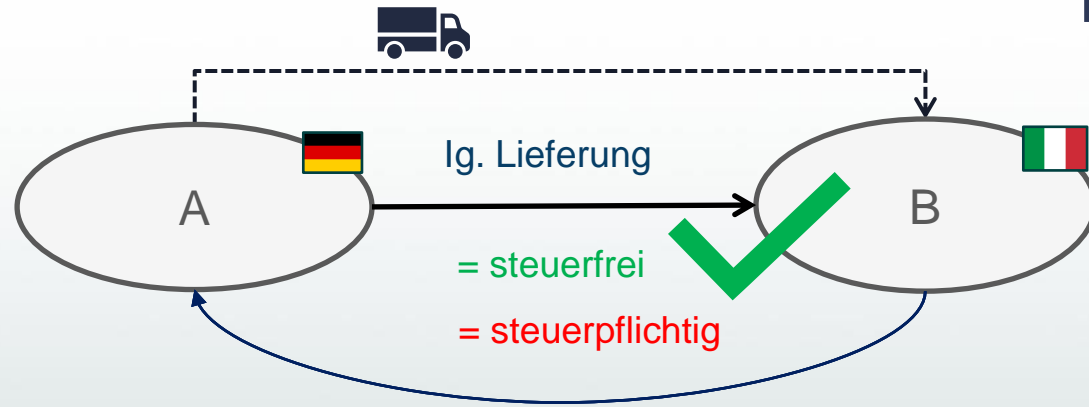 Ig. Lieferung
A
B
= steuerfrei
= steuerpflichtig